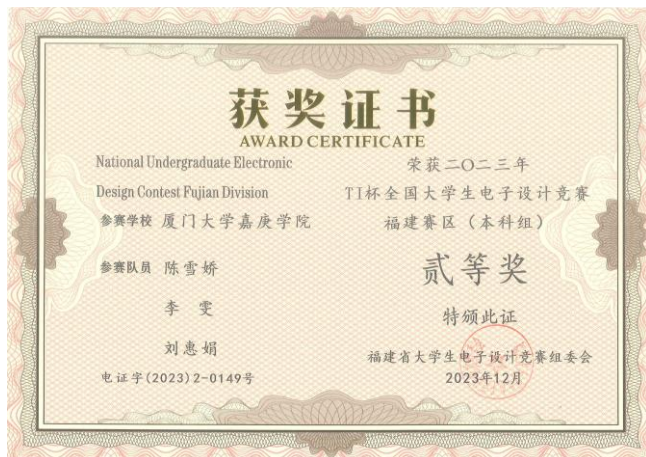 获奖证书
AWARD CERTIFICATE
National Undergraduate Electronic
Design Contest Fujian Division
参赛学校 厦门大学嘉庚学院
参赛队员 陈雪娇
李 雯
刘惠娟
电证字(2023)2-0149号
荣获二〇二三年
TI杯全国大学生电子设计竞赛
福建赛区（本科组）
贰等奖
特颁此证
福建省大学生电子设计竞赛组委会
2023年12月